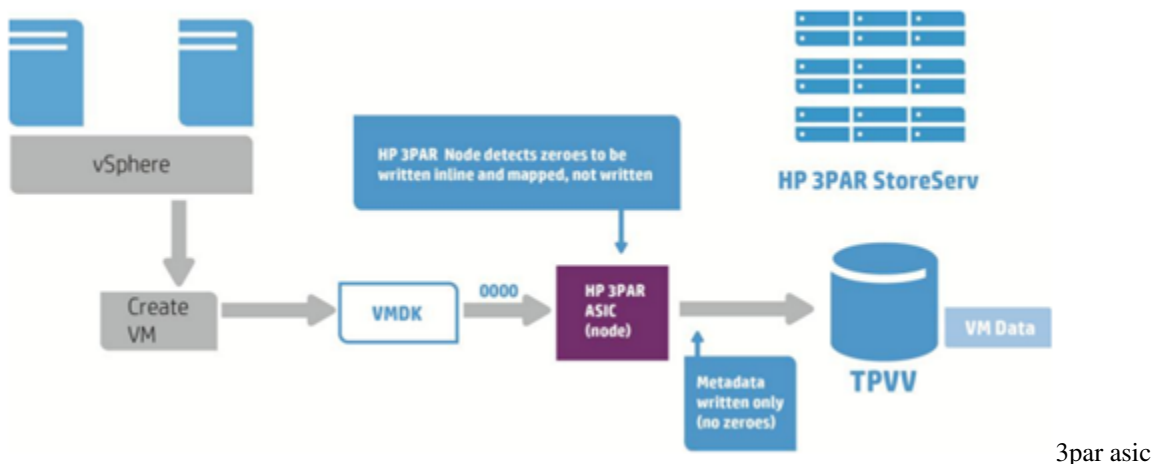 vSphere
HP 3PAR Node detects zeroes to be
written inline and mapped, not written
HP 3PAR StoreServ
Create
VM
VMDK
0000
HP 3PAR
ASIC
(node)
VM Data
TPVV
Metadata
written only
(no zeroes)
3par asic